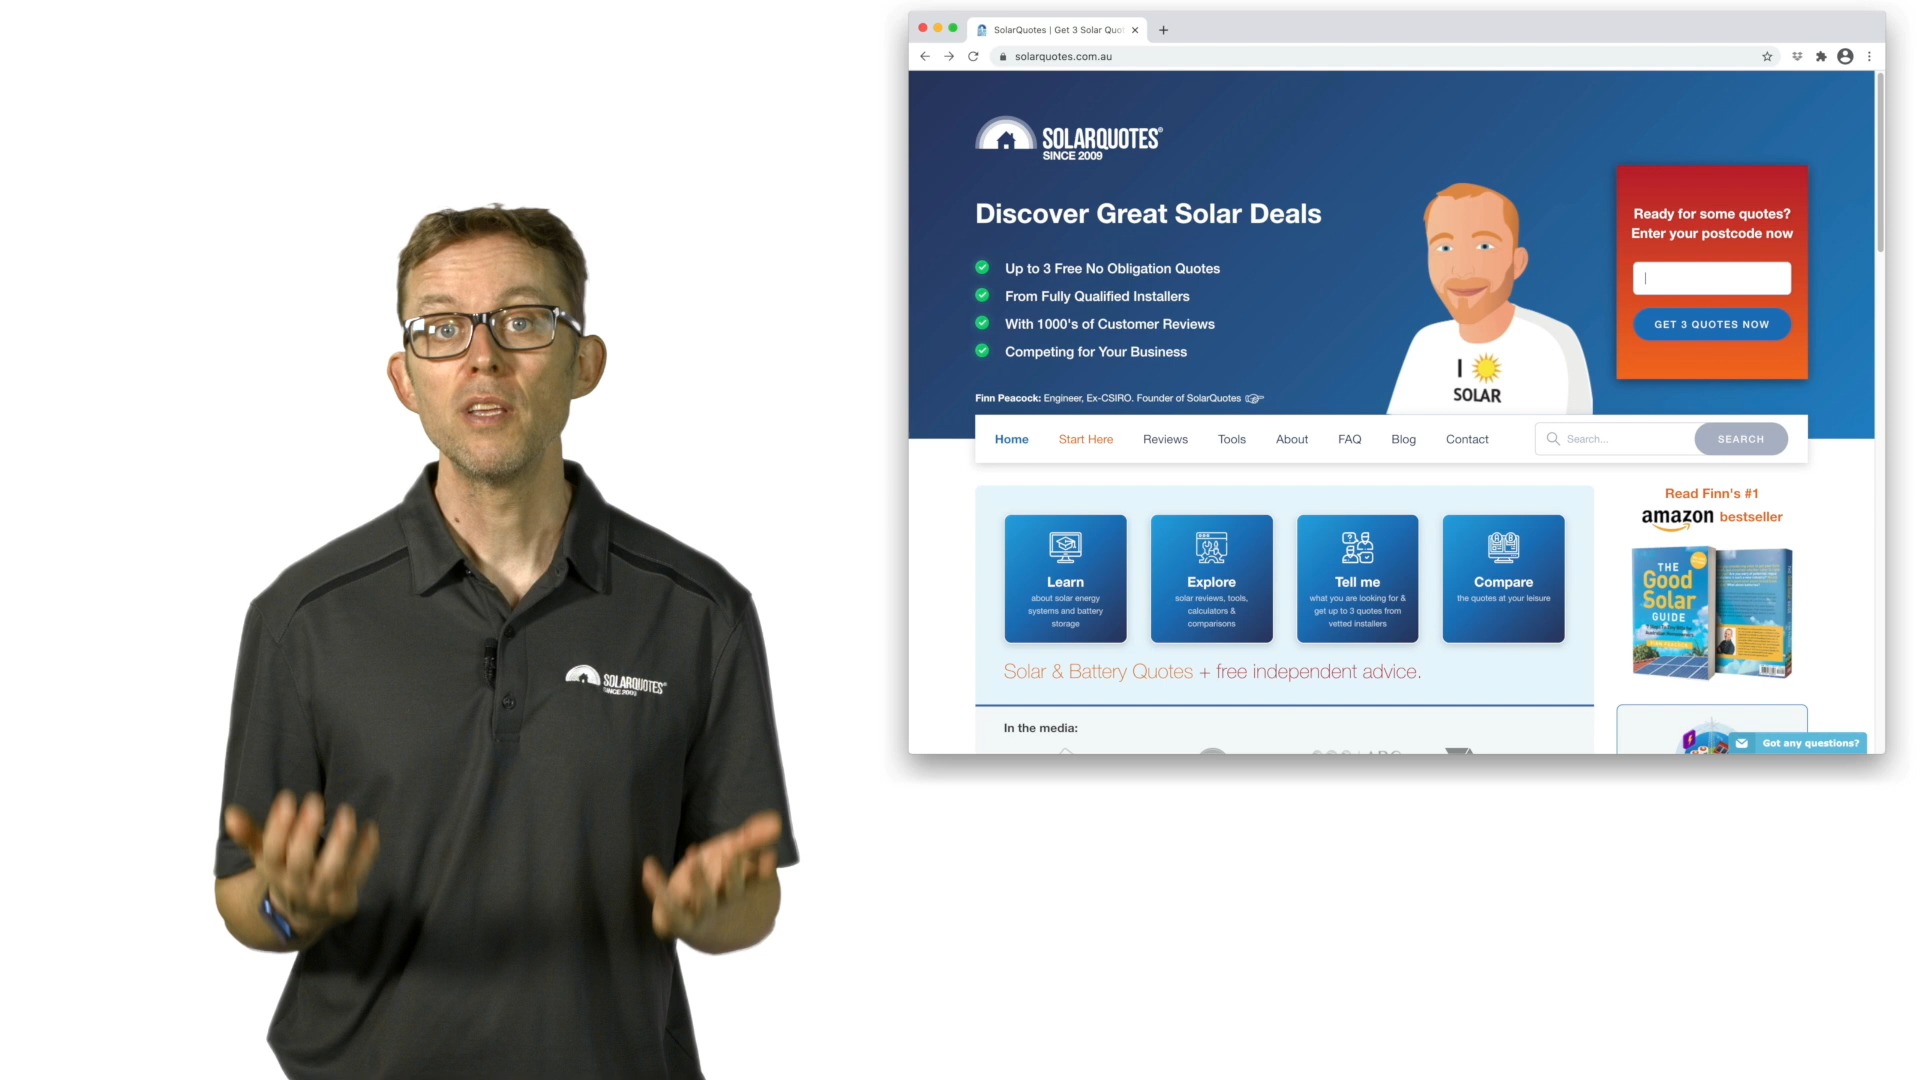 SOLARQUOTES®
SINCE 2009
SolarQuotes | Get 3 Solar Quot
solarquotes.com.au
SOLARQUOTES®
SINCE 2009
Discover Great Solar Deals
Up to 3 Free No Obligation Quotes
From Fully Qualified Installers
With 1000's of Customer Reviews
Competing for Your Business
Finn Peacock: Engineer, Ex-CSIRO. Founder of SolarQuotes
I
SOLAR
Ready for some quotes?
Enter your postcode now
GET 3 QUOTES NOW
Home Start Here Reviews Tools About FAQ Blog Contact
Search...
SEARCH
Learn
about solar energy
systems and battery
storage
Explore
solar reviews, tools,
calculators &
comparisons
Tell me
what you are looking for &
get up to 3 quotes from
vetted installers
Compare
the quotes at your leisure
Solar & Battery Quotes + free independent advice.
In the media:
Read Finn's #1
amazon bestseller
THE
Good
Solar
GUIDE
Got any questions?